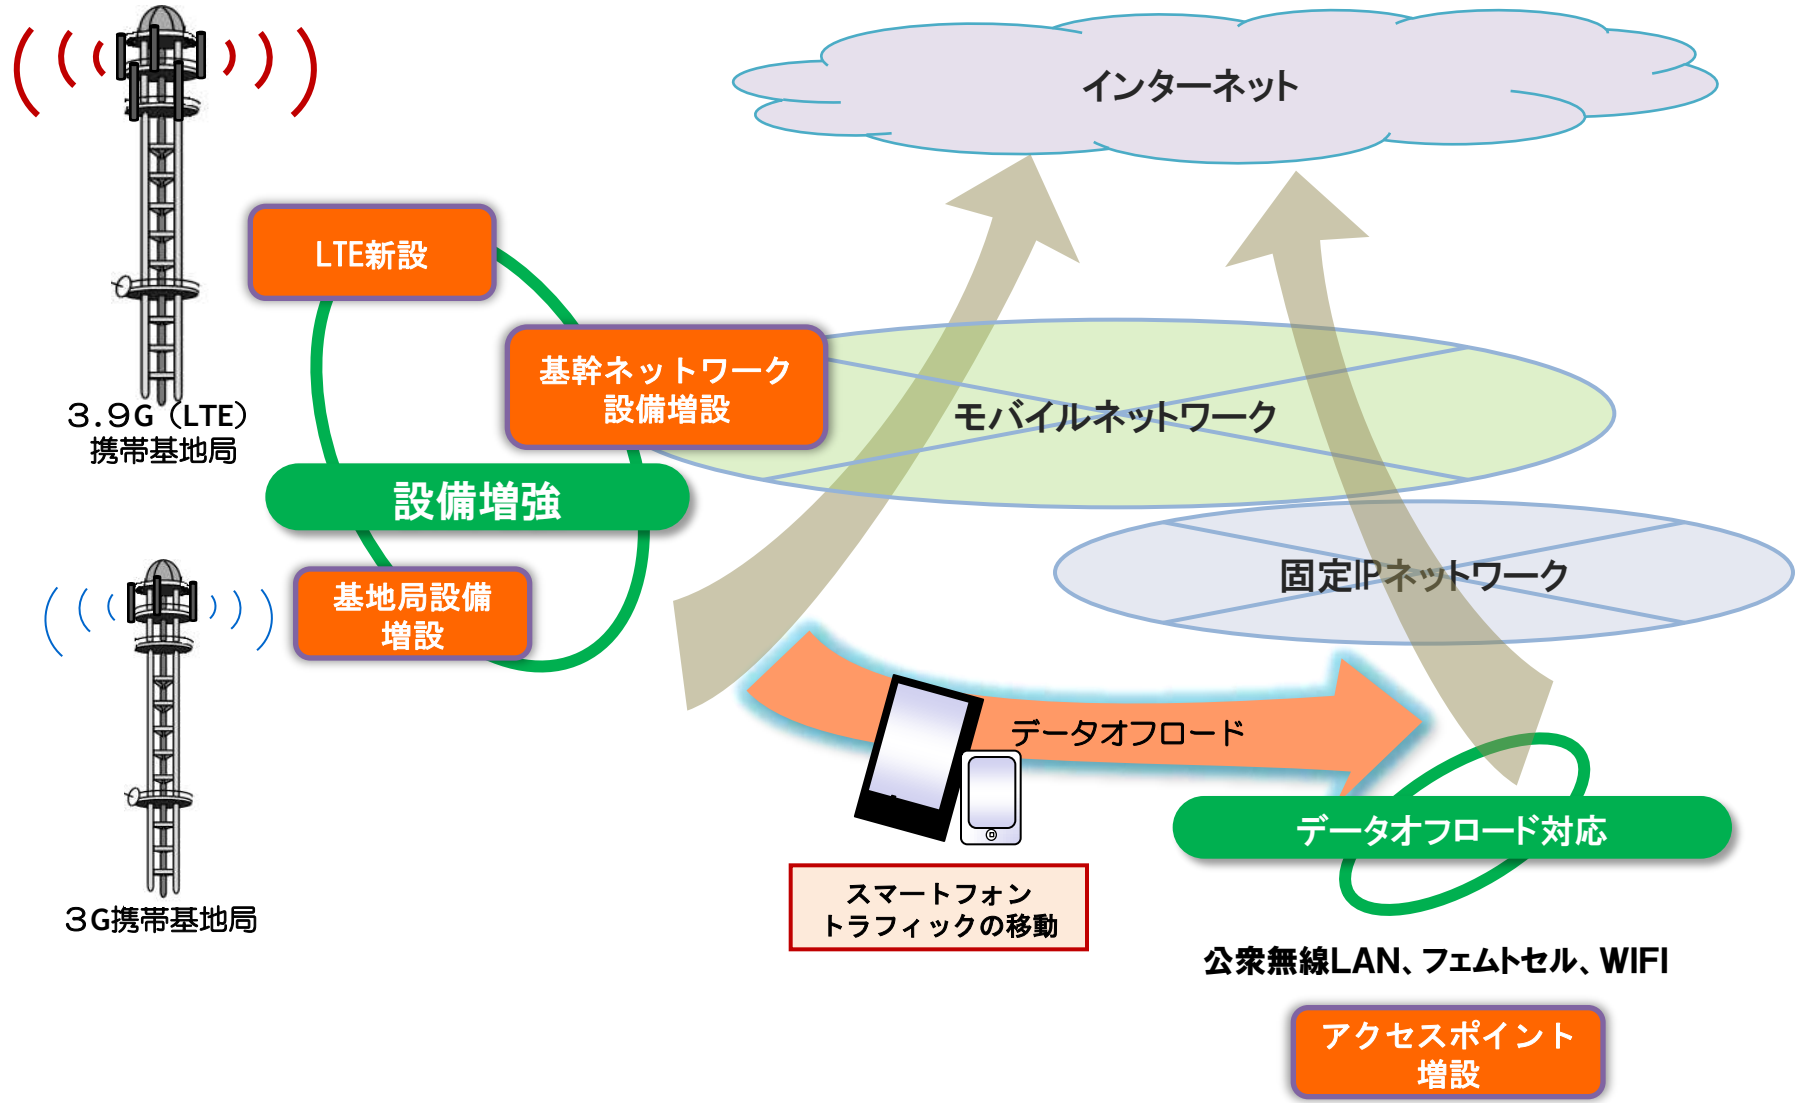 インターネット
LTE新設
基幹ネットワーク
設備増設
3.9G（LTE）
携帯基地局
モバイルネットワーク
設備増強
固定IPネットワーク
基地局設備
増設
データオフロード
データオフロード対応
スマートフォン
トラフィックの移動
3G携帯基地局
公衆無線LAN、フェムトセル、WIFI
アクセスポイント
増設